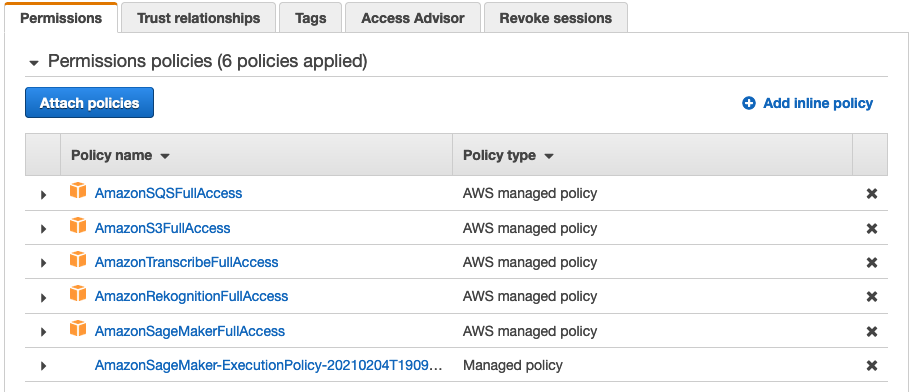 Permissions Trust relationships Tags Access Advisor Revoke sessions
Permissions policies (6 policies applied)
Attach policies Add inline policy
Policy name Policy type
AmazonSQSFullAccess AWS managed policy
AmazonS3FullAccess AWS managed policy
AmazonTranscribeFullAccess AWS managed policy
AmazonRekognitionFullAccess AWS managed policy
AmazonSageMakerFullAccess AWS managed policy
AmazonSageMaker-ExecutionPolicy-20210204T1909... Managed policy